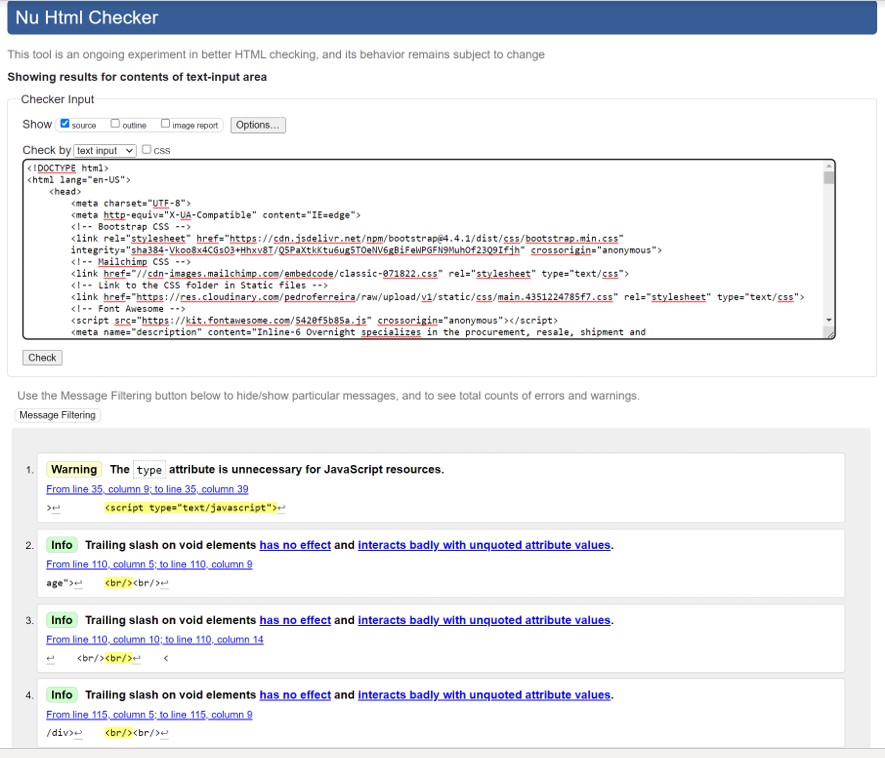 Nu Html Checker
This tool is an ongoing experiment in better HTML checking, and its behavior remains subject to change
Showing results for contents of text-input area
Checker Input
Show source outline image report Options...
Check by text input css
<!DOCTYPE html>
<html lang="en-US">
<head>
<meta charset="UTF-8">
<meta http-equiv="X-UA-Compatible" content="IE=edge">
<!-- Bootstrap CSS -->
<link rel="stylesheet" href="https://cdn.jsdelivr.net/npm/bootstrap@4.4.1/dist/css/bootstrap.min.css"
integrity="sha384-Vkoo8x4CGsO3+Hhxv8T/Q5PaXtkKtu6ug5TOeNV6gBiFeWPGFN9MuhOf23Q9Ifjh" crossorigin="anonymous">
<!-- Mailchimp CSS -->
<link href="//cdn-images.mailchimp.com/embedcode/classic-071822.css" rel="stylesheet" type="text/css">
<!-- Link to the CSS folder in Static files -->
<link href="https://res.cloudinary.com/pedroferreira/raw/upload/v1/static/css/main.4351224785f7.css" rel="stylesheet" type="text/css">
<!-- Font Awesome -->
<script src="https://kit.fontawesome.com/5420f5b85a.js" crossorigin="anonymous"></script>
<meta name="description" content="Inline-6 Overnight specializes in the procurement, resale, shipment and
Check
Use the Message Filtering button below to hide/show particular messages, and to see total counts of errors and warnings.
Message Filtering
1. Warning The type attribute is unnecessary for JavaScript resources.
From line 35, column 9; to line 35, column 39
>↩ <script type="text/javascript">↩
2. Info Trailing slash on void elements has no effect and interacts badly with unquoted attribute values.
From line 110, column 5; to line 110, column 9
age">↩ <br/><br/>↩
3. Info Trailing slash on void elements has no effect and interacts badly with unquoted attribute values.
From line 110, column 10; to line 110, column 14
↩ <br/><br/>↩ <
4. Info Trailing slash on void elements has no effect and interacts badly with unquoted attribute values.
From line 115, column 5; to line 115, column 9
/div>↩ <br/><br/>↩